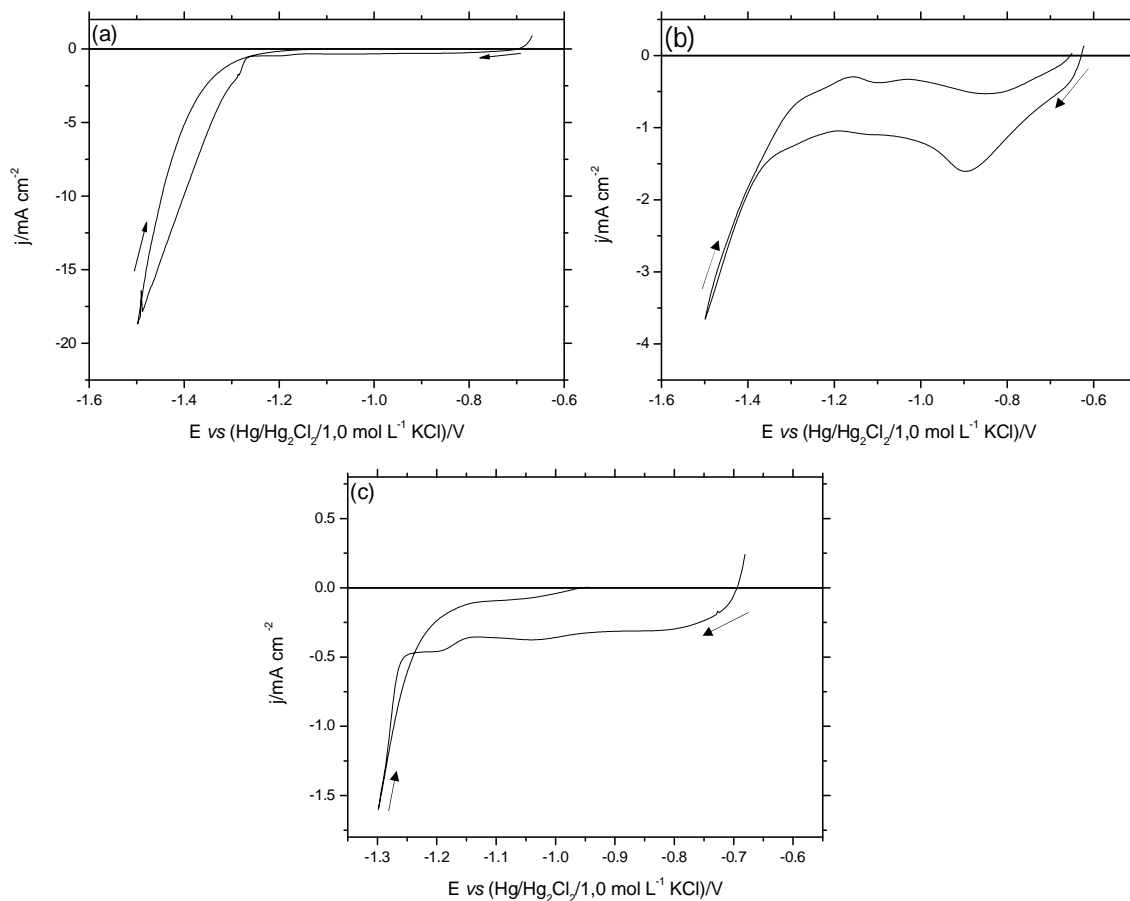 (a)
0
-5
-10
-15
-20
j/mA cm⁻²
-1.6 -1.4 -1.2 -1.0 -0.8 -0.6
E vs (Hg/Hg₂Cl₂/1,0 mol L⁻¹ KCl)/V
(b)
0
-1
-2
-3
-4
j/mA cm⁻²
-1.6 -1.4 -1.2 -1.0 -0.8 -0.6
E vs (Hg/Hg₂Cl₂/1,0 mol L⁻¹ KCl)/V
(c)
0.5
0.0
-0.5
-1.0
-1.5
j/mA cm⁻²
-1.3 -1.2 -1.1 -1.0 -0.9 -0.8 -0.7 -0.6
E vs (Hg/Hg₂Cl₂/1,0 mol L⁻¹ KCl)/V